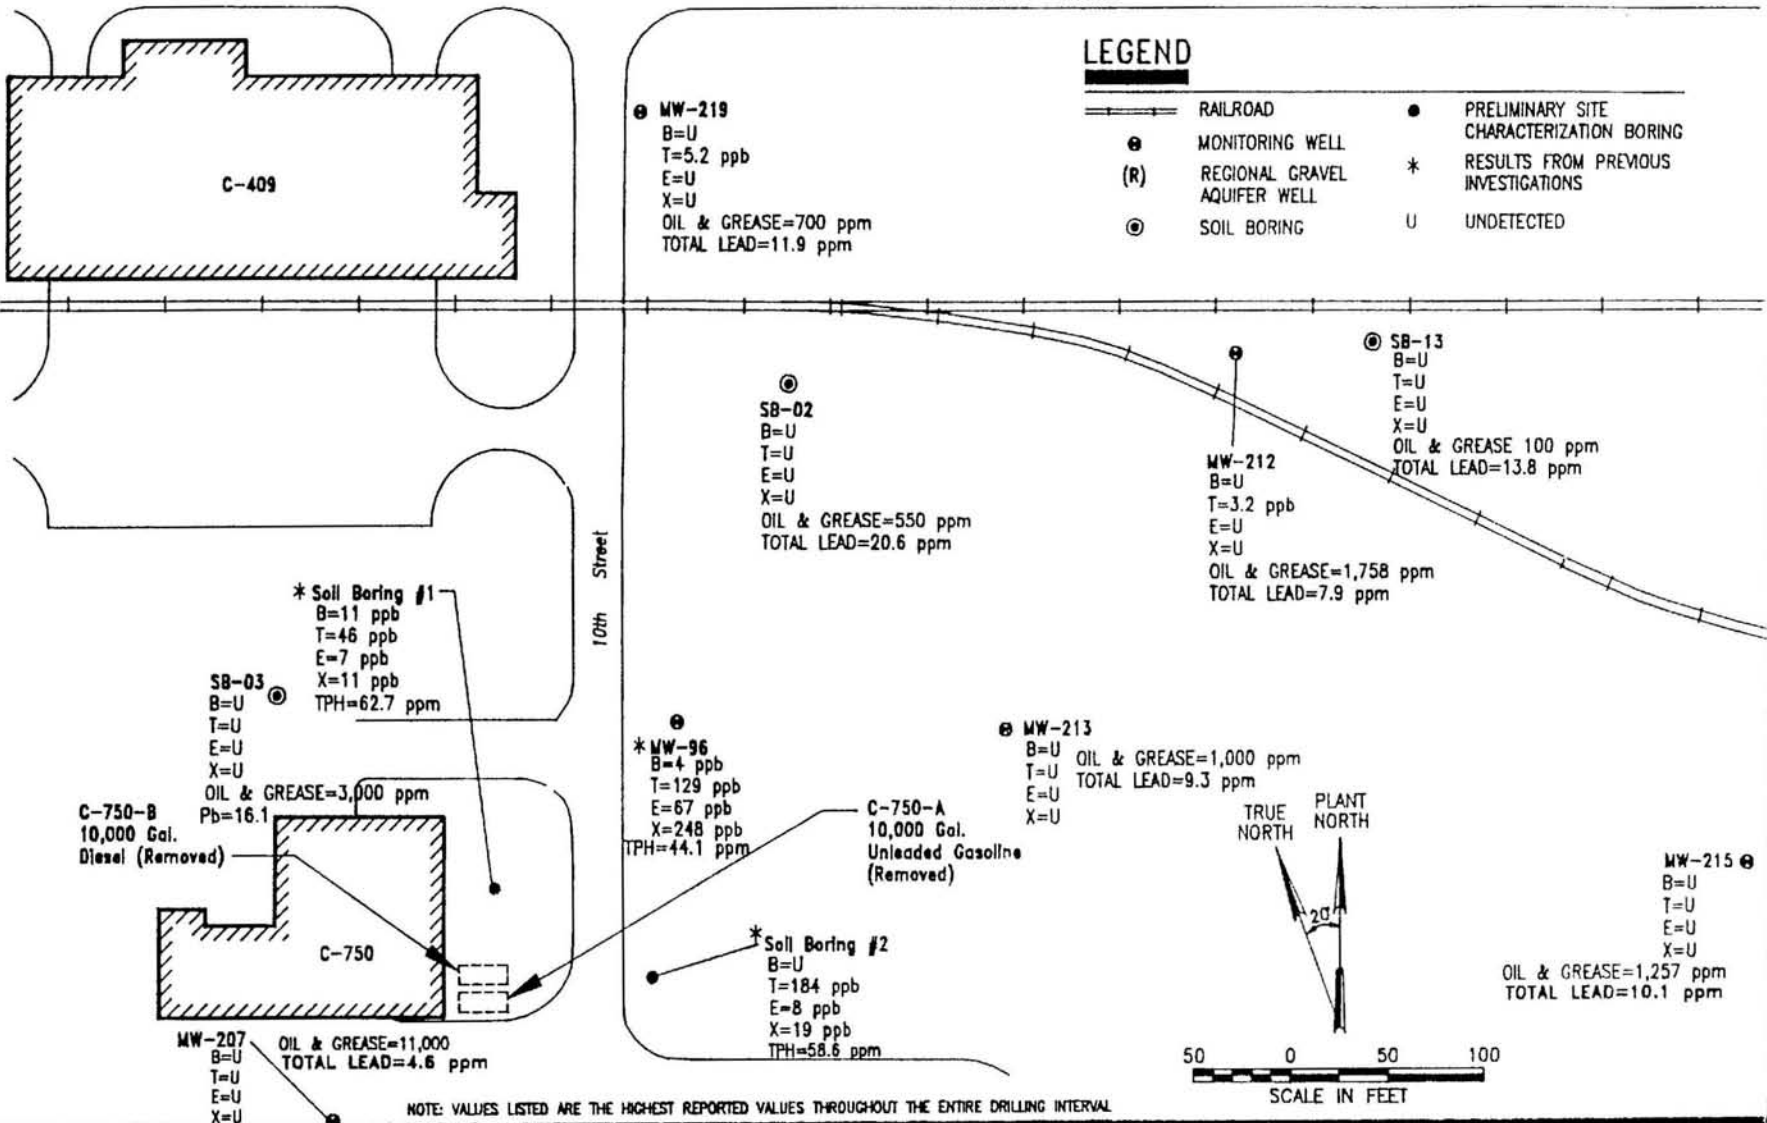 LEGEND
RAILROAD
MONITORING WELL
(R) REGIONAL GRAVEL
AQUIFER WELL
SOIL BORING
PRELIMINARY SITE
CHARACTERIZATION BORING
* RESULTS FROM PREVIOUS
INVESTIGATIONS
U UNDETECTED
C-409
MW-219
B=U
T=5.2 ppb
E=U
X=U
OIL & GREASE=700 ppm
TOTAL LEAD=11.9 ppm
SB-02
B=U
T=U
E=U
X=U
OIL & GREASE=550 ppm
TOTAL LEAD=20.6 ppm
MW-212
B=U
T=3.2 ppb
E=U
X=U
OIL & GREASE=1,758 ppm
TOTAL LEAD=7.9 ppm
SB-13
B=U
T=U
E=U
X=U
OIL & GREASE 100 ppm
TOTAL LEAD=13.8 ppm
10th Street
* Soil Boring #1
B=11 ppb
T=46 ppb
E=7 ppb
X=11 ppb
TPH=62.7 ppm
SB-03
B=U
T=U
E=U
X=U
OIL & GREASE=3,000 ppm
Pb=16.1
C-750-B
10,000 Gal.
Diesel (Removed)
* MW-96
B=4 ppb
T=129 ppb
E=67 ppb
X=248 ppb
TPH=44.1 ppm
C-750-A
10,000 Gal.
Unleaded Gasoline
(Removed)
MW-213
B=U
T=U
E=U
X=U
OIL & GREASE=1,000 ppm
TOTAL LEAD=9.3 ppm
TRUE
NORTH
PLANT
NORTH
20°
MW-215
B=U
T=U
E=U
X=U
OIL & GREASE=1,257 ppm
TOTAL LEAD=10.1 ppm
C-750
* Soil Boring #2
B=U
T=184 ppb
E=8 ppb
X=19 ppb
TPH=58.6 ppm
MW-207
B=U
T=U
E=U
X=U
OIL & GREASE=11,000
TOTAL LEAD=4.6 ppm
50 0 50 100
SCALE IN FEET
NOTE: VALUES LISTED ARE THE HIGHEST REPORTED VALUES THROUGHOUT THE ENTIRE DRILLING INTERVAL